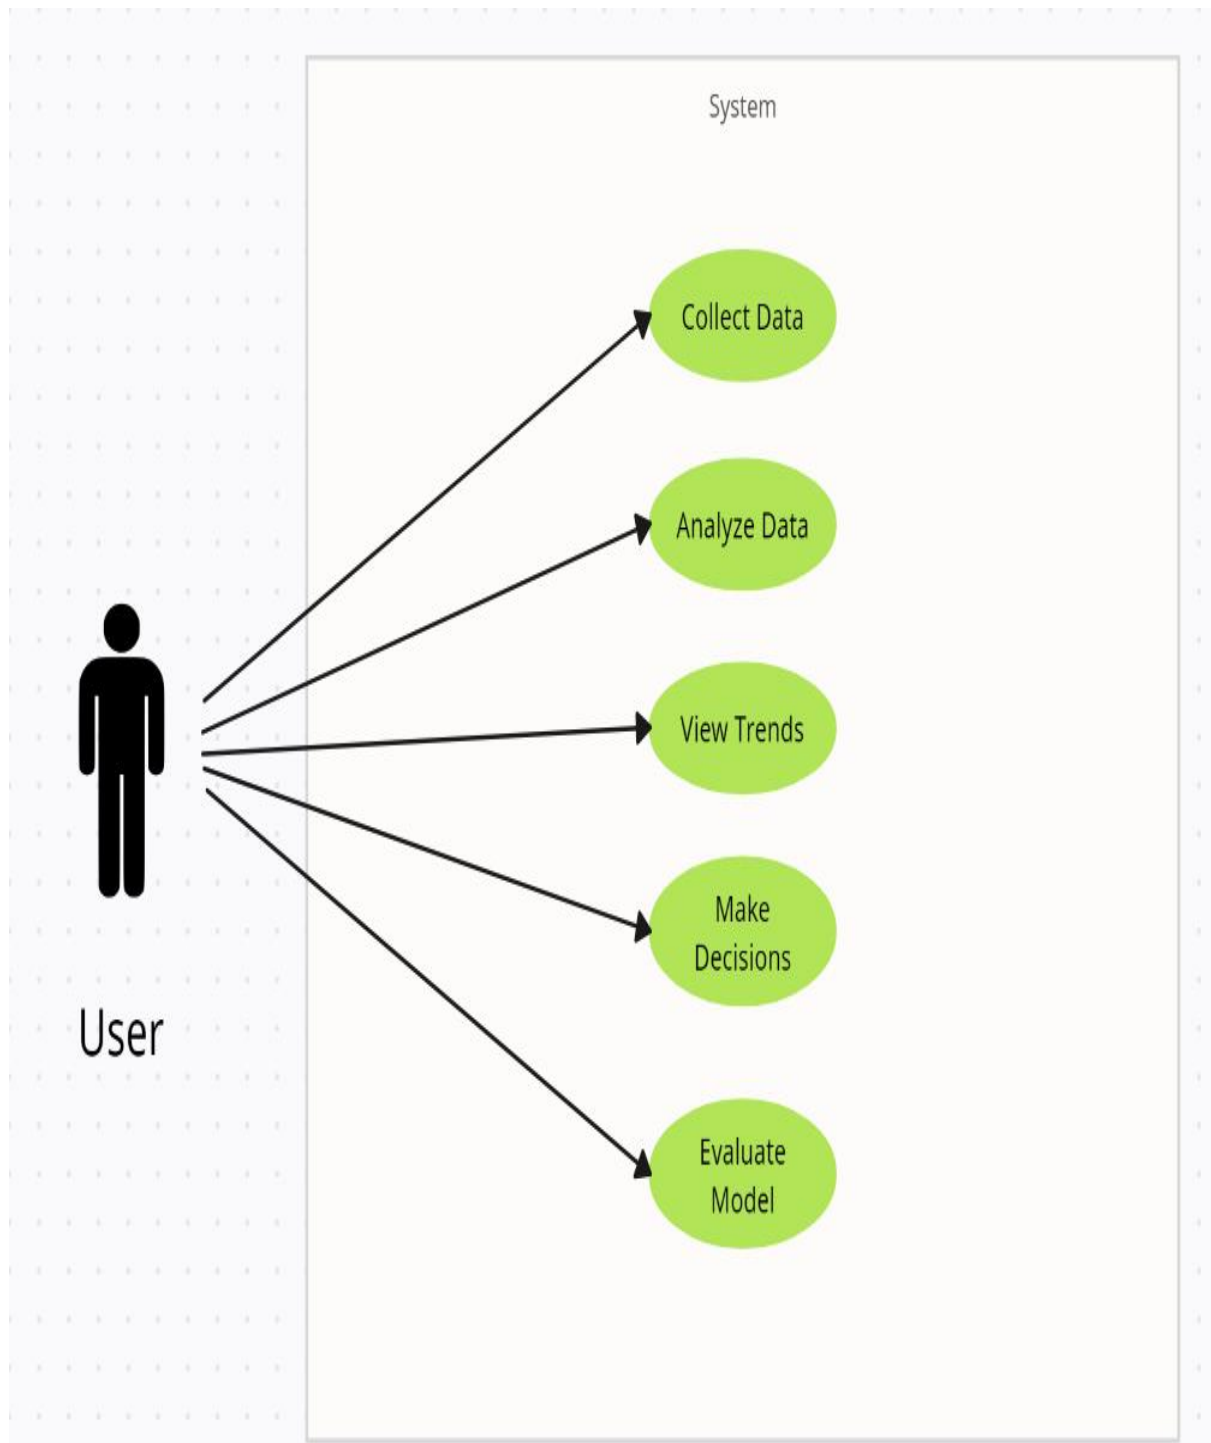 System
Collect Data
Analyze Data
View Trends
Make
Decisions
User
Evaluate
Model